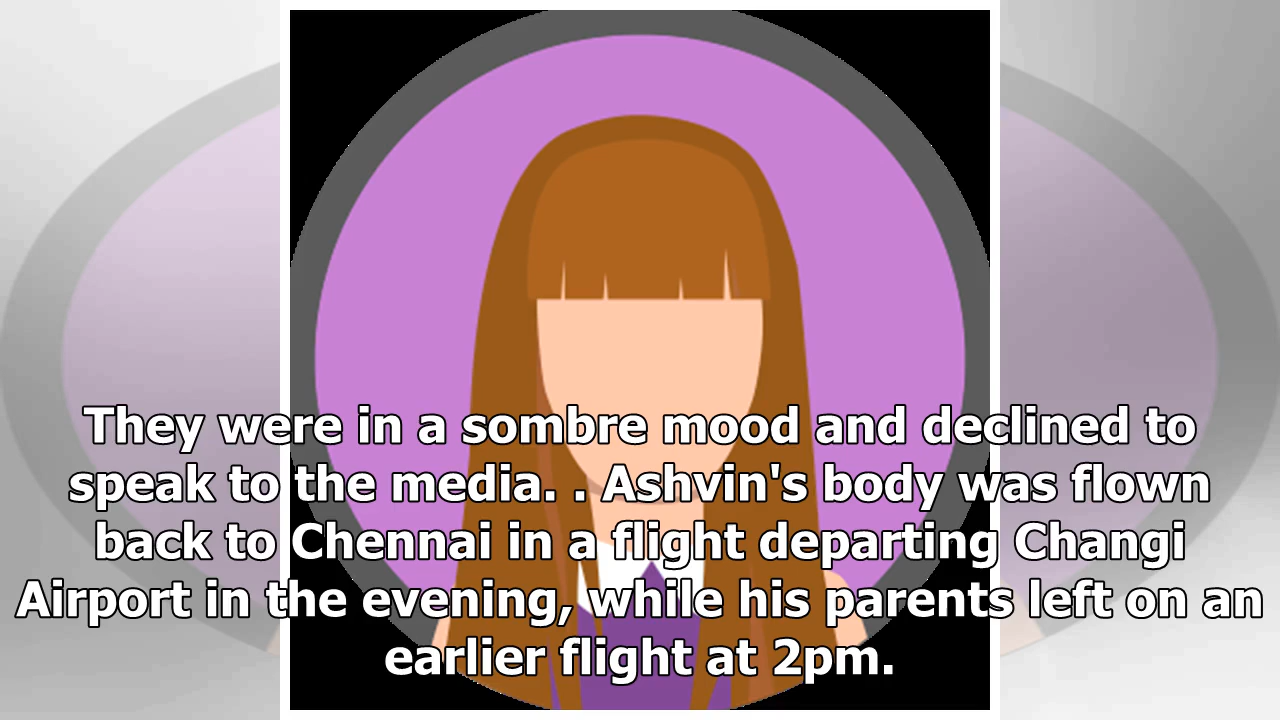 They were in a sombre mood and declined to
speak to the media. . Ashvin's body was flown
back to Chennai in a flight departing Changi
Airport in the evening, while his parents left on an
earlier flight at 2pm.